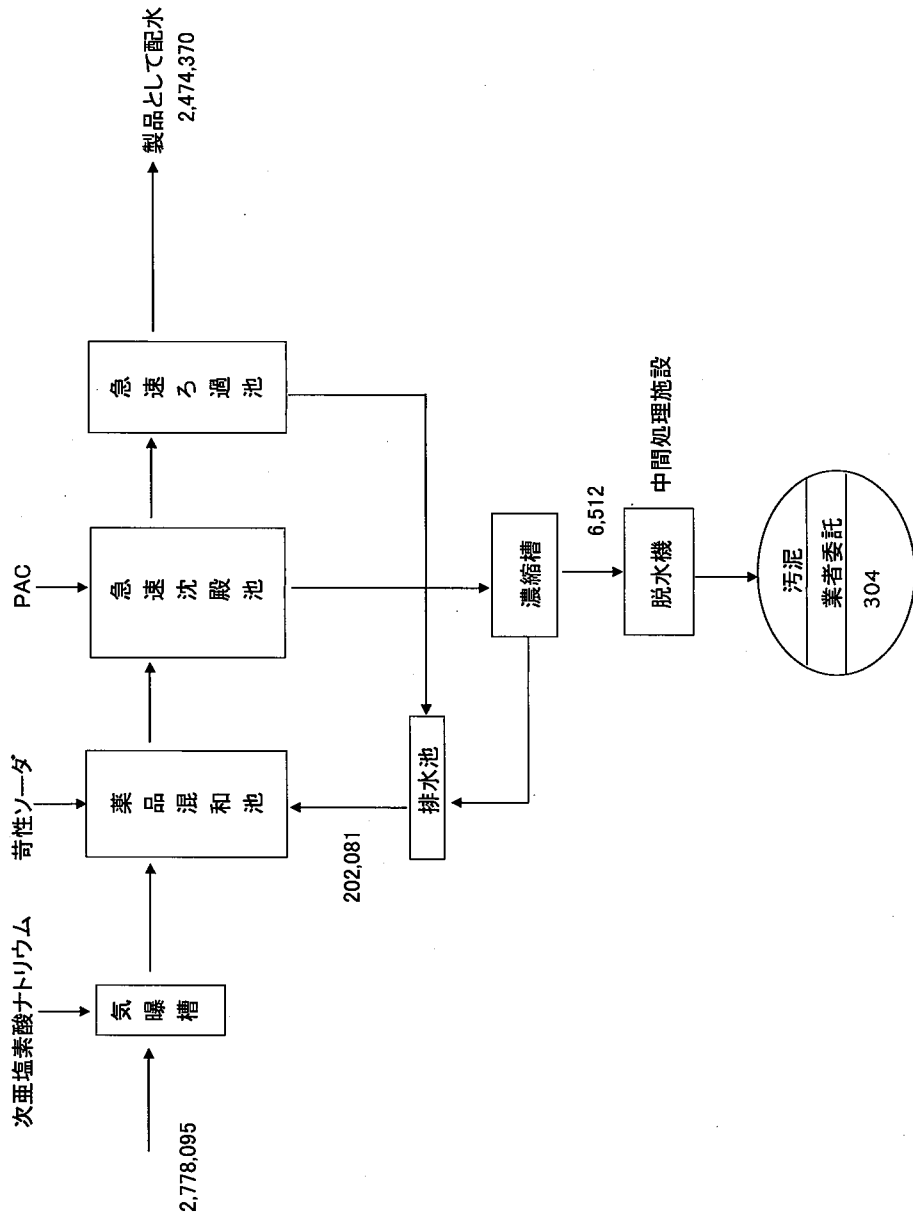 次亜塩素酸ナトリウム
苛性ソーダ
PAC
2,778,095
気曝槽
薬品混和池
急速沈殿池
急速ろ過池
製品として配水
2,474,370
202,081
排水池
濃縮槽
6,512
脱水機
中間処理施設
汚泥
業者委託
304